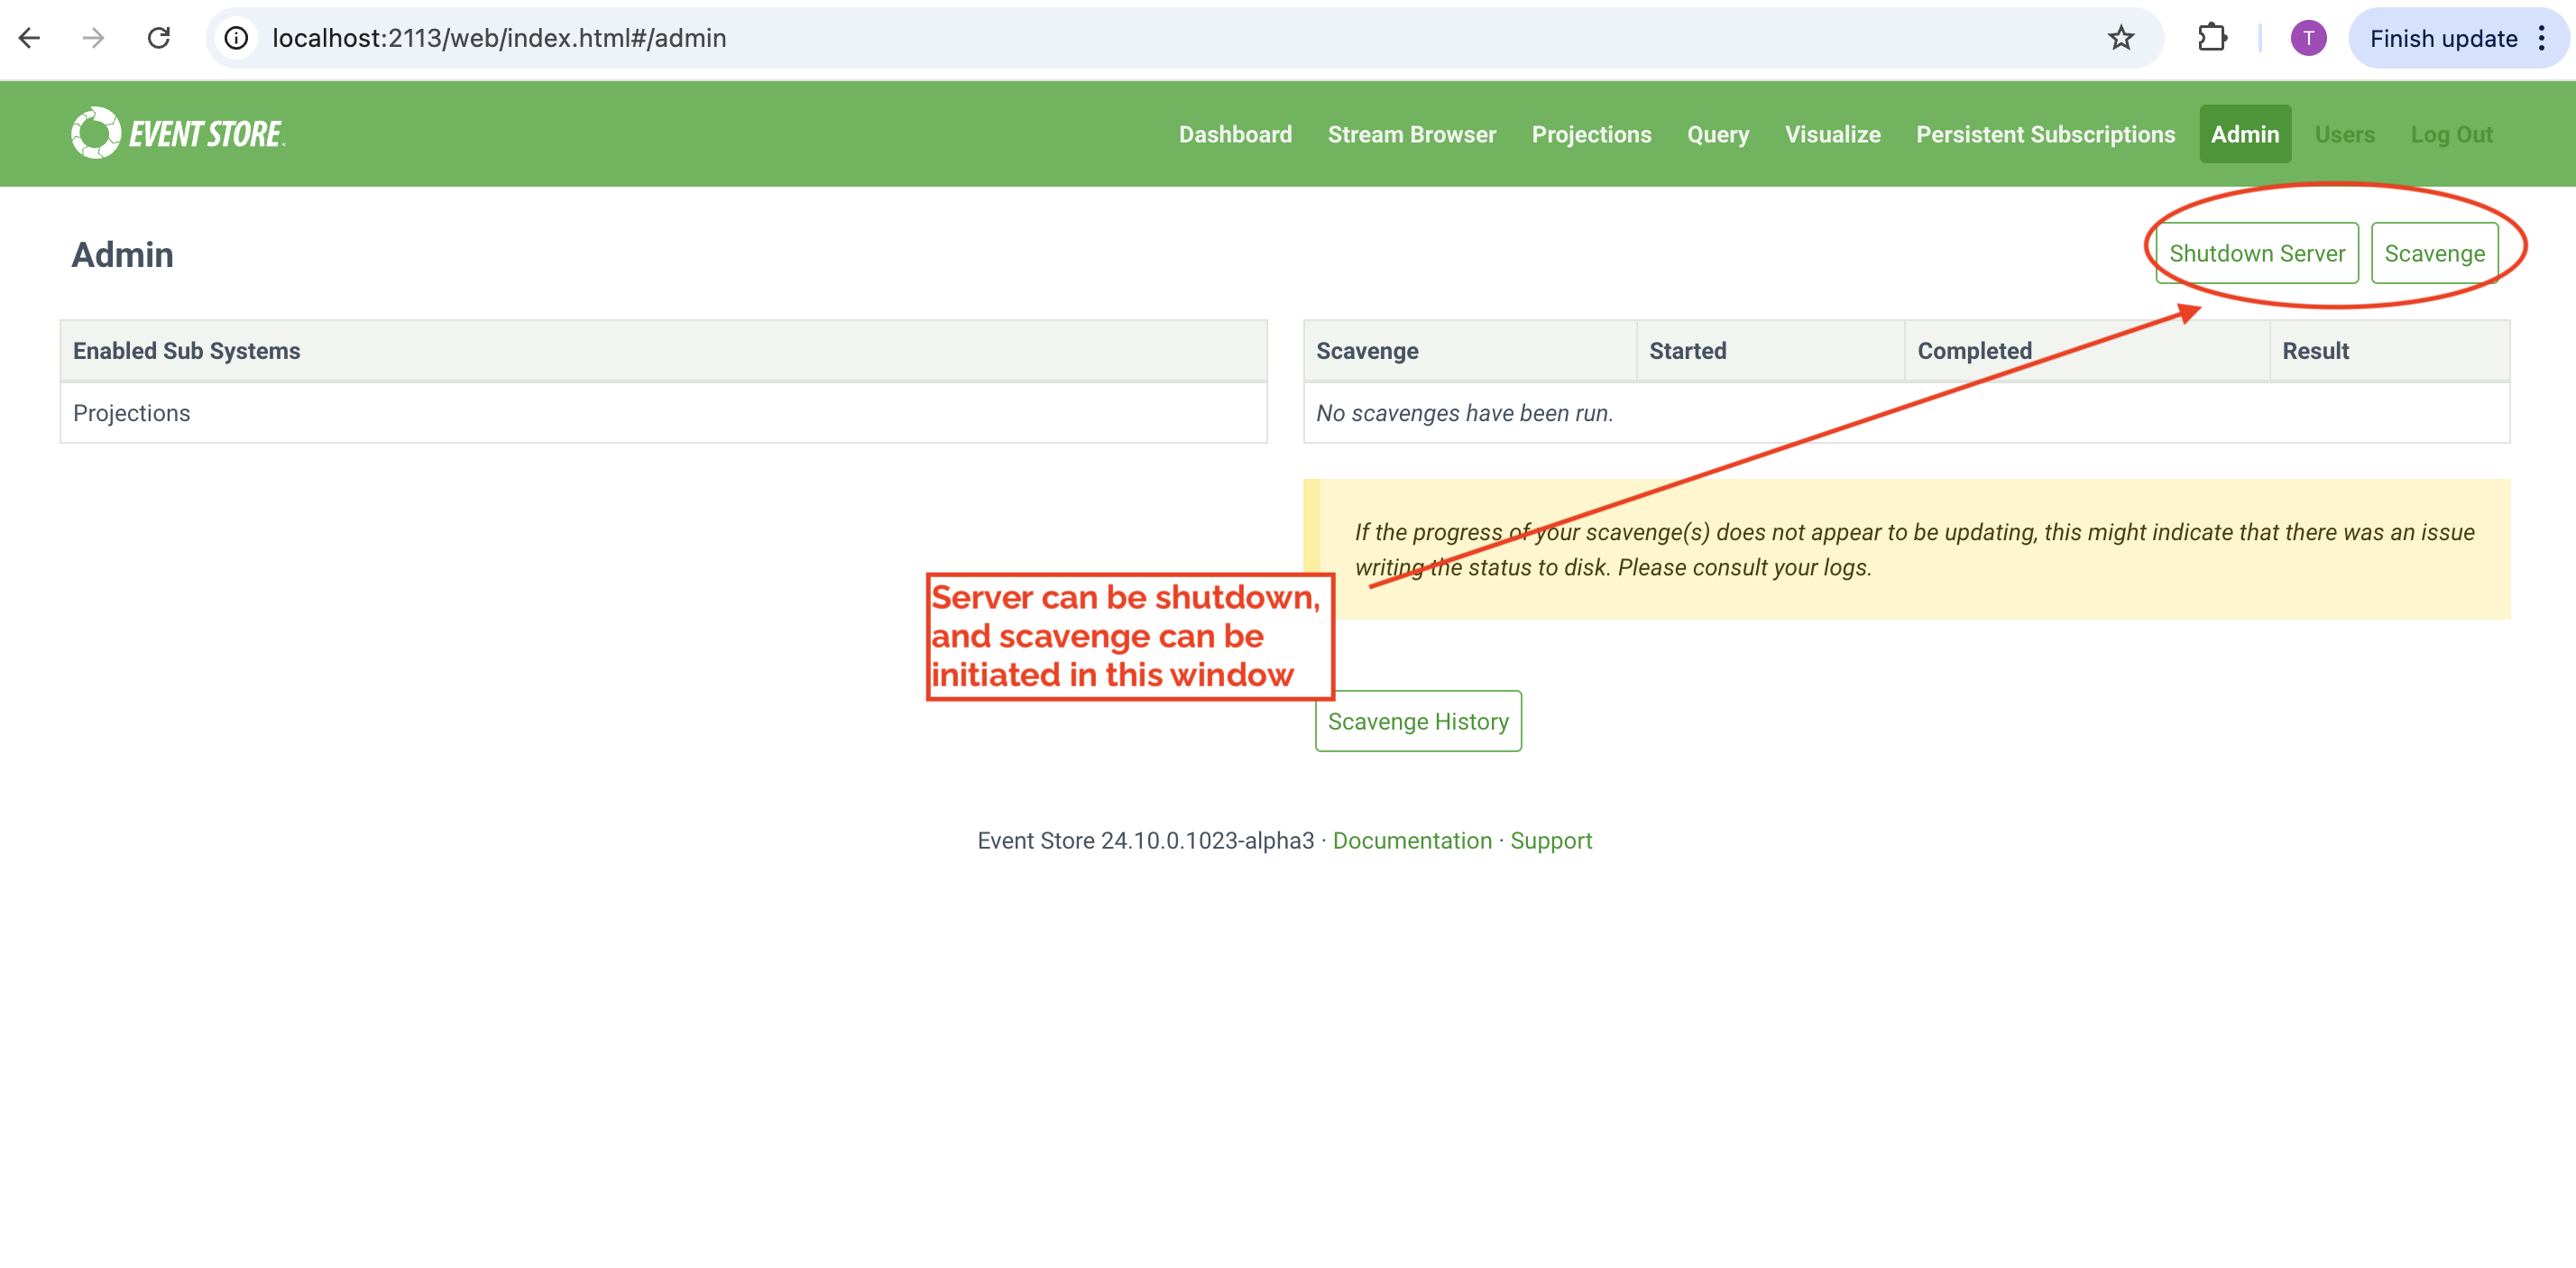 localhost:2113/web/index.html#/admin
T
Finish update
EVENT STORE
Dashboard Stream Browser Projections Query Visualize Persistent Subscriptions Admin Users Log Out
Admin
Shutdown Server Scavenge
Enabled Sub Systems
Projections
Scavenge Started Completed Result
No scavenges have been run.
If the progress of your scavenge(s) does not appear to be updating, this might indicate that there was an issue
writing the status to disk. Please consult your logs.
Server can be shutdown,
and scavenge can be
initiated in this window
Scavenge History
Event Store 24.10.0.1023-alpha3 · Documentation · Support